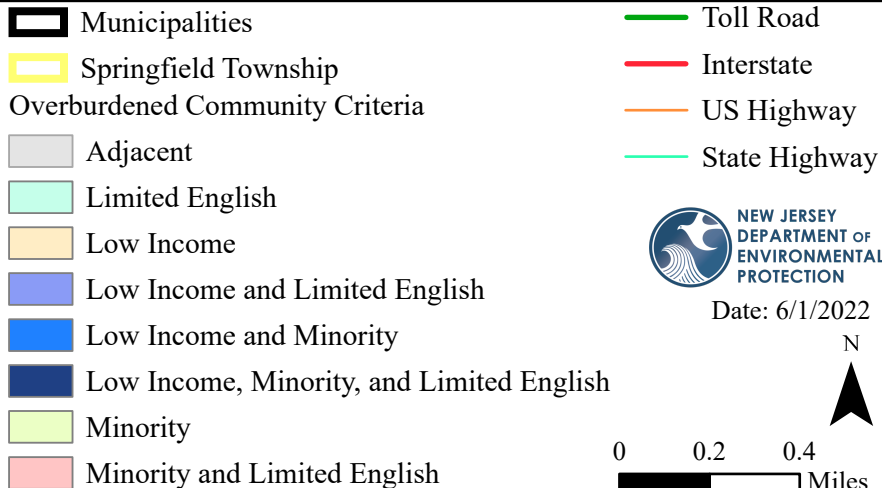 Municipalities
Springfield Township
Overburdened Community Criteria
Adjacent
Limited English
Low Income
Low Income and Limited English
Low Income and Minority
Low Income, Minority, and Limited English
Minority
Minority and Limited English
Toll Road
Interstate
US Highway
State Highway
NEW JERSEY
DEPARTMENT OF
ENVIRONMENTAL
PROTECTION
Date: 6/1/2022
N
0 0.2 0.4
Miles